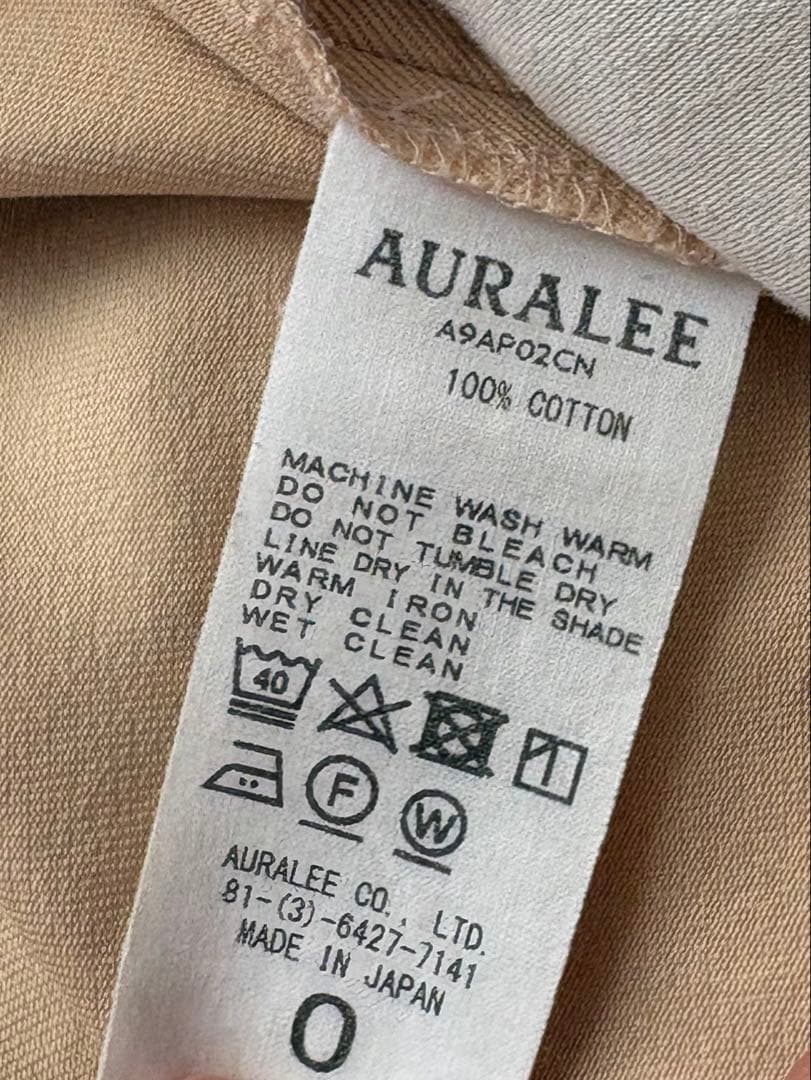 AURALEE
A9AP02CN
100% COTTON
MACHINE WASH WARM
DO NOT BLEACH
DO NOT TUMBLE DRY
LINE DRY IN THE SHADE
WARM IRON
DRY CLEAN
WET CLEAN
40
F W
AURALEE CO., LTD.
81-(3)-6427-7141
MADE IN JAPAN
0